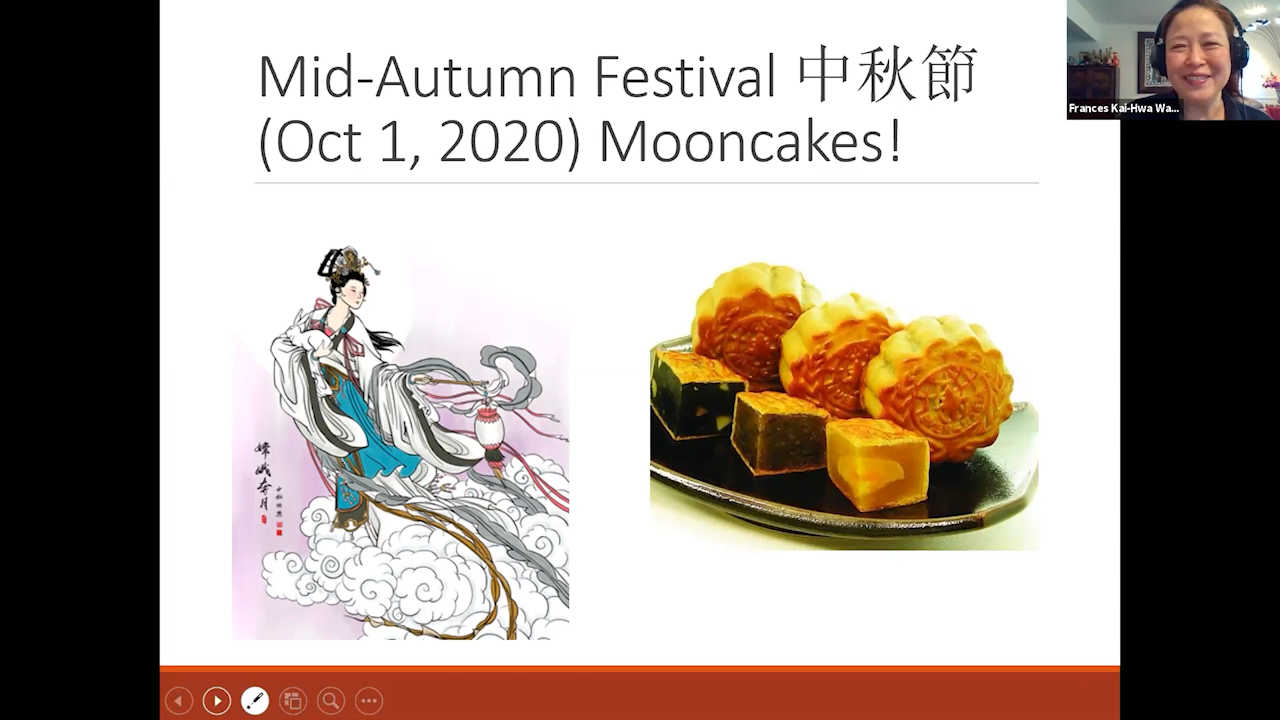 Mid-Autumn Festival 中秋節
(Oct 1, 2020) Mooncakes!
Frances Kai-Hwa Wa...
嫦娥奔月